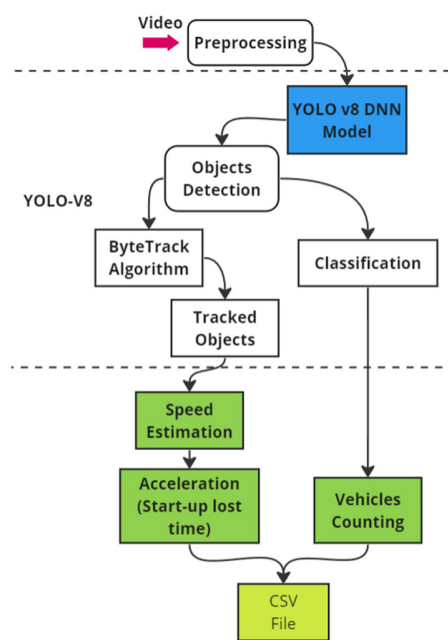 Video
Preprocessing
YOLO v8 DNN
Model
Objects
Detection
YOLO-V8
ByteTrack
Algorithm
Classification
Tracked
Objects
Speed
Estimation
Acceleration
(Start-up lost
time)
Vehicles
Counting
CSV
File